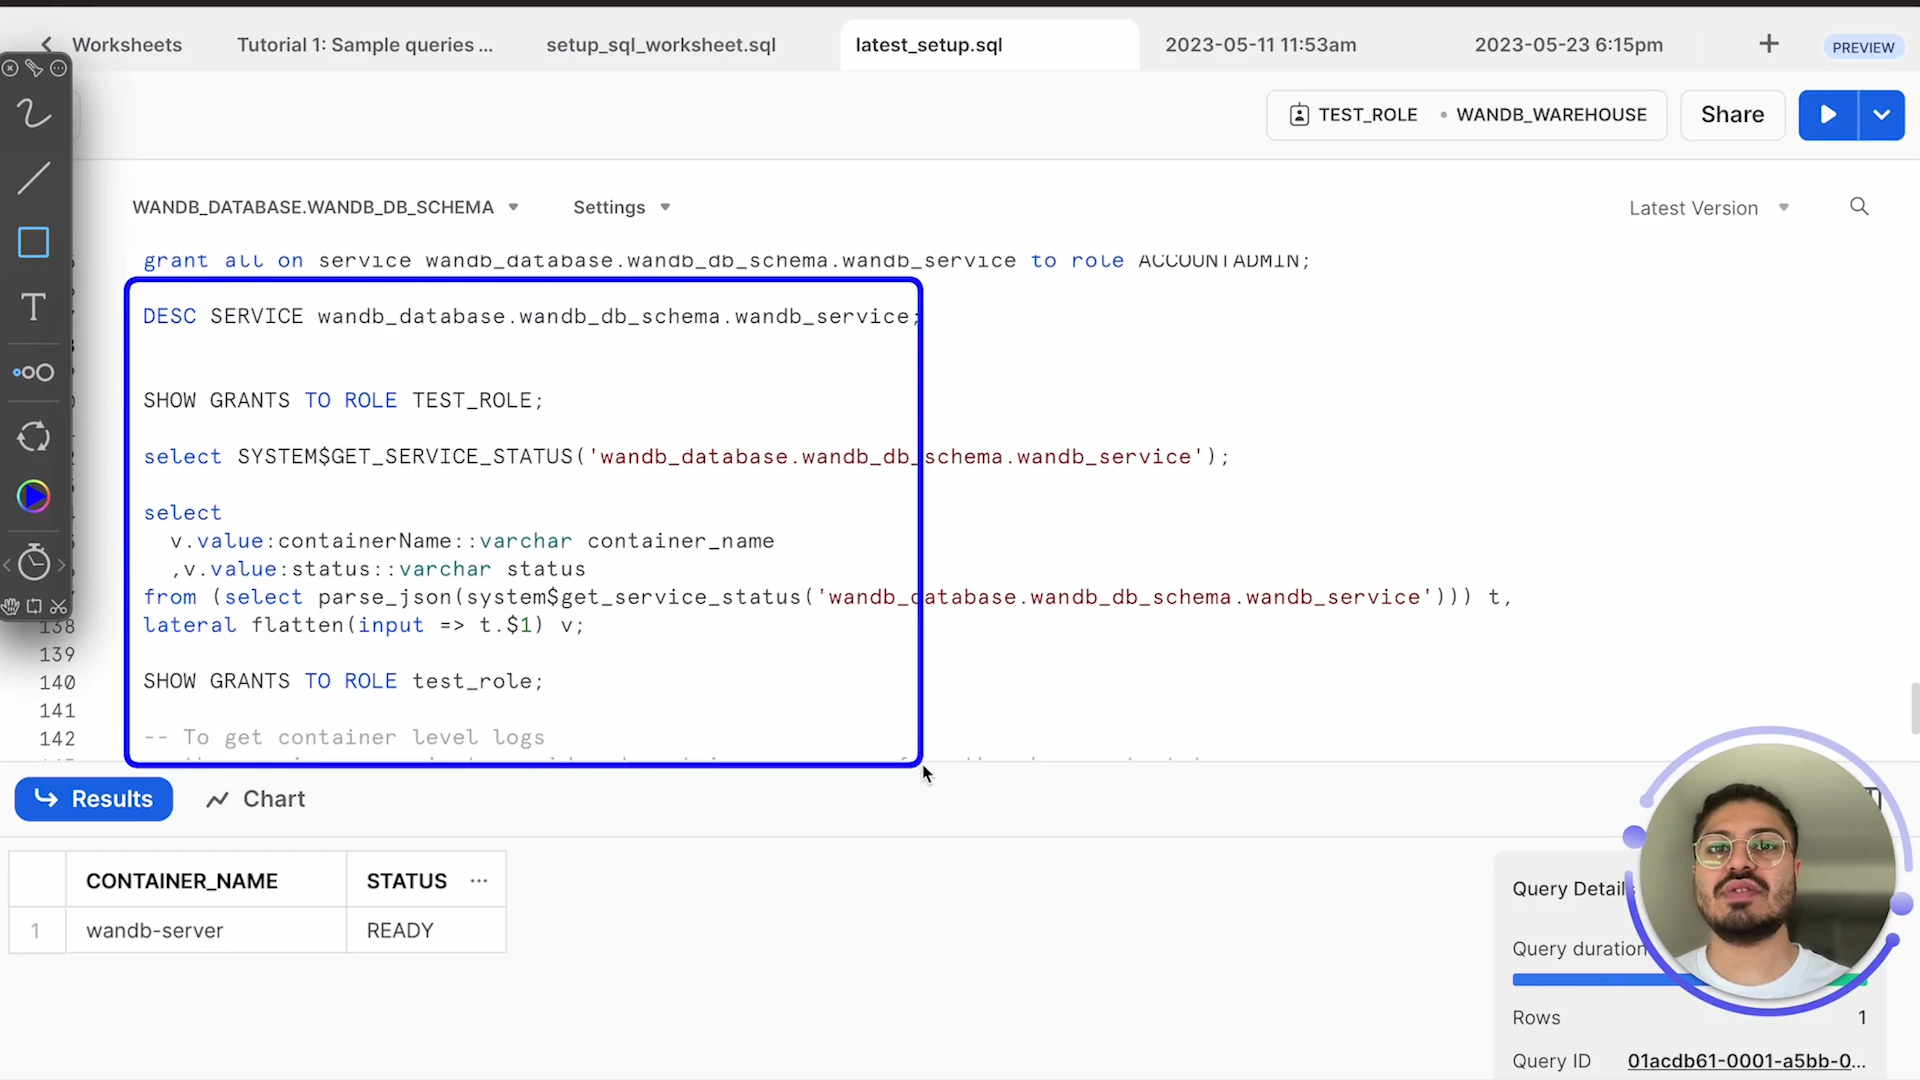 Worksheets
Tutorial 1: Sample queries ...
setup_sql_worksheet.sql
latest_setup.sql
2023-05-11 11:53am
2023-05-23 6:15pm
PREVIEW
TEST_ROLE • WANDB_WAREHOUSE
Share
WANDB_DATABASE.WANDB_DB_SCHEMA
Settings
Latest Version
T
grant all on service wandb_database.wandb_db_schema.wandb_service to role ACCOUNTADMIN;
DESC SERVICE wandb_database.wandb_db_schema.wandb_service;
SHOW GRANTS TO ROLE TEST_ROLE;
select SYSTEM$GET_SERVICE_STATUS('wandb_database.wandb_db_schema.wandb_service');
select
v.value:containerName::varchar container_name
,v.value:status::varchar status
from (select parse_json(system$get_service_status('wandb_database.wandb_db_schema.wandb_service'))) t,
138 lateral flatten(input => t.$1) v;
139
140 SHOW GRANTS TO ROLE test_role;
141
142 -- To get container level logs
Results
Chart
CONTAINER_NAME STATUS ...
1 wandb-server READY
Query Details
Query duration
Rows 1
Query ID 01acdb61-0001-a5bb-0...